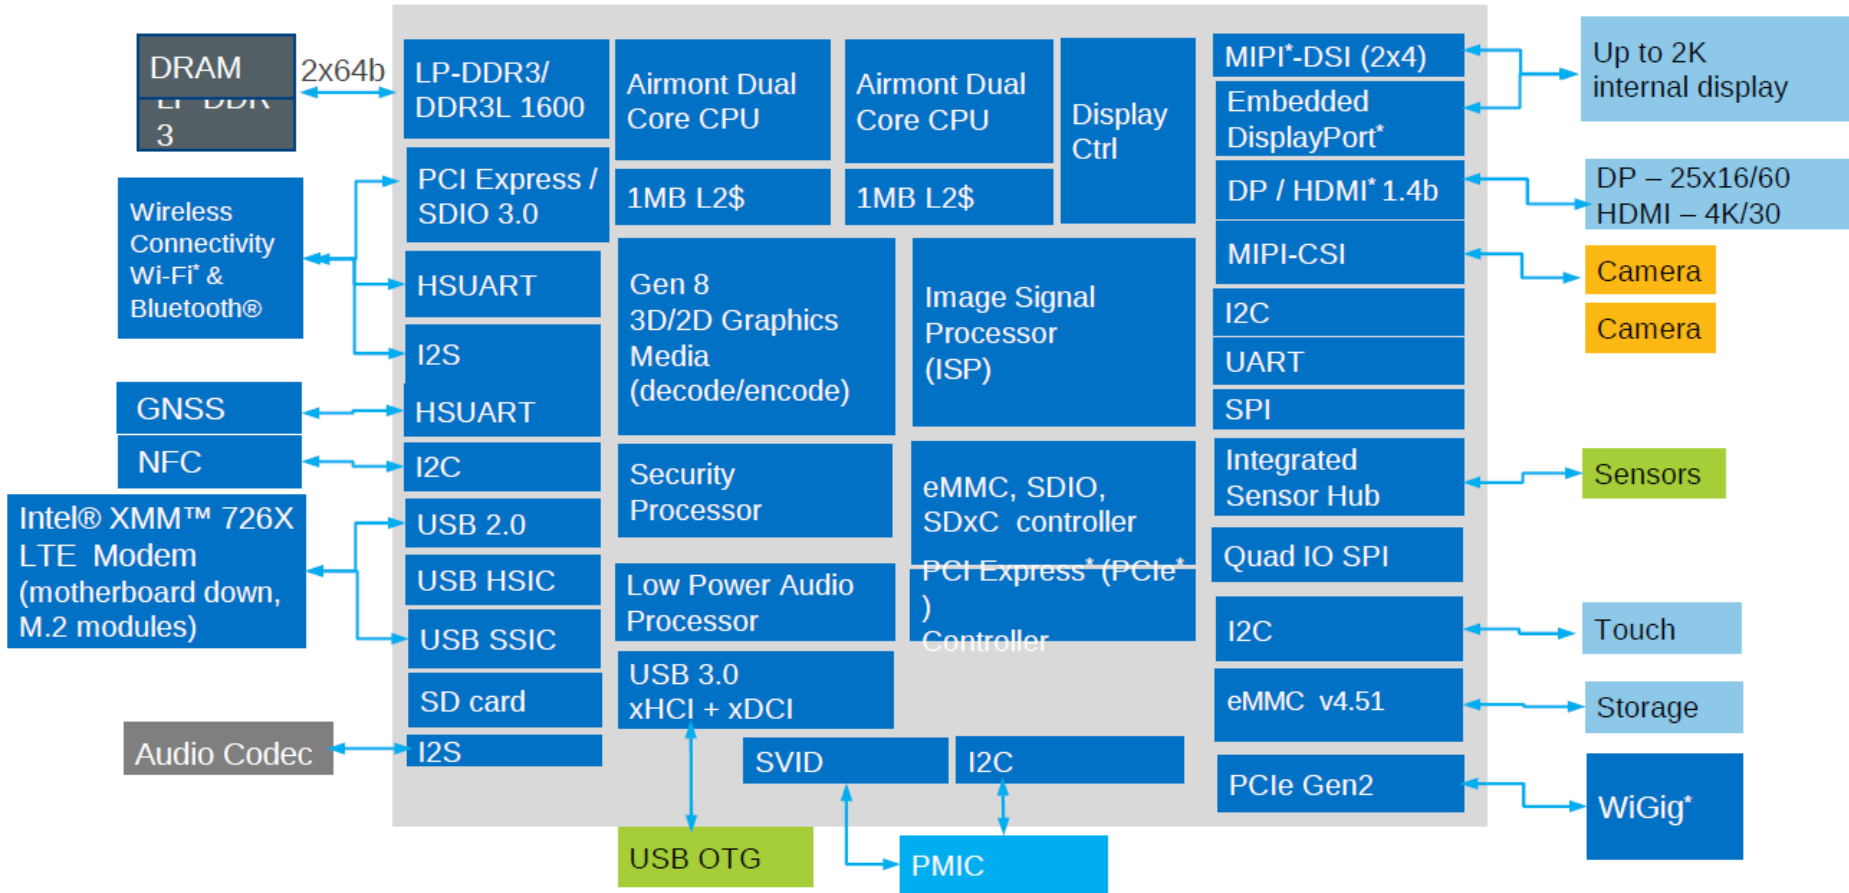 DRAM
LP-DDR
3
2x64b
Wireless
Connectivity
Wi-Fi* &
Bluetooth®
GNSS
NFC
Intel® XMM™ 726X
LTE Modem
(motherboard down,
M.2 modules)
Audio Codec
LP-DDR3/
DDR3L 1600
PCI Express /
SDIO 3.0
HSUART
I2S
HSUART
I2C
USB 2.0
USB HSIC
USB SSIC
SD card
I2S
Airmont Dual
Core CPU
1MB L2$
Airmont Dual
Core CPU
1MB L2$
Display
Ctrl
Gen 8
3D/2D Graphics
Media
(decode/encode)
Image Signal
Processor
(ISP)
Security
Processor
eMMC, SDIO,
SDxC controller
Low Power Audio
Processor
PCI Express* (PCIe*
)
Controller
USB 3.0
xHCI + xDCI
SVID
I2C
USB OTG
PMIC
MIPI*-DSI (2x4)
Embedded
DisplayPort*
DP / HDMI* 1.4b
MIPI-CSI
I2C
UART
SPI
Integrated
Sensor Hub
Quad IO SPI
I2C
eMMC v4.51
PCIe Gen2
Up to 2K
internal display
DP – 25x16/60
HDMI – 4K/30
Camera
Camera
Sensors
Touch
Storage
WiGig*